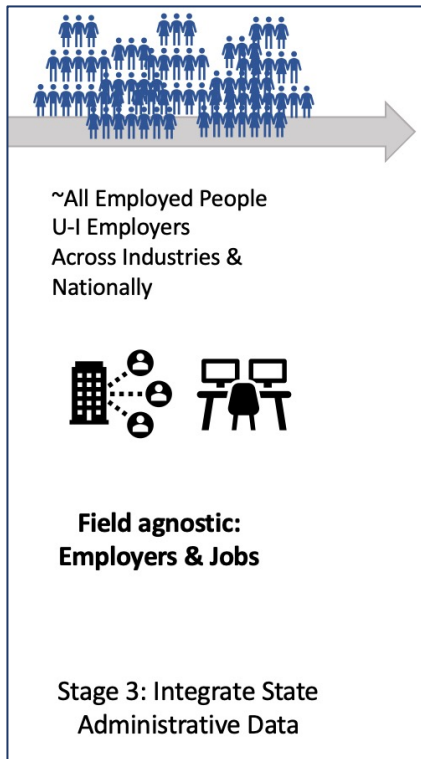 ~All Employed People
U-I Employers
Across Industries &
Nationally
Field agnostic:
Employers & Jobs
Stage 3: Integrate State
Administrative Data